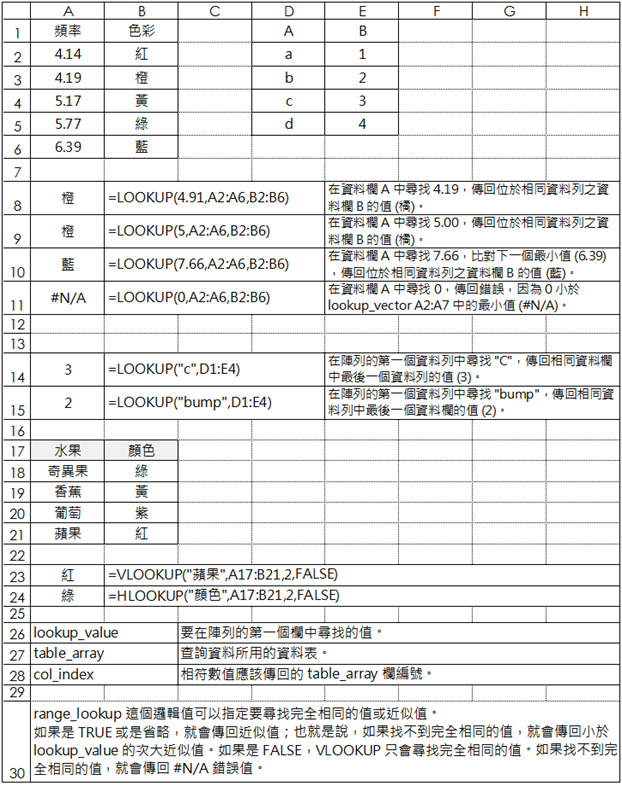 A B C D E F G H
1 頻率 色彩 A B
2 4.14 紅 a 1
3 4.19 橙 b 2
4 5.17 黃 c 3
5 5.77 綠 d 4
6 6.39 藍
7
8 橙 =LOOKUP(4.91,A2:A6,B2:B6) 在資料欄 A 中尋找 4.19，傳回位於相同資料列之資
料欄 B 的值 (橘)。
9 橙 =LOOKUP(5,A2:A6,B2:B6) 在資料欄 A 中尋找 5.00，傳回位於相同資料列之資
料欄 B 的值 (橘)。
10 藍 =LOOKUP(7.66,A2:A6,B2:B6) 在資料欄 A 中尋找 7.66，比對下一個最小值 (6.39)
，傳回位於相同資料列之資料欄 B 的值 (藍)。
11 #N/A =LOOKUP(0,A2:A6,B2:B6) 在資料欄 A 中尋找 0，傳回錯誤，因為 0 小於
lookup_vector A2:A7 中的最小值 (#N/A)。
12
13
14 3 =LOOKUP("c",D1:E4) 在陣列的第一個資料列中尋找 "C"，傳回相同資料欄
中最後一個資料列的值 (3)。
15 2 =LOOKUP("bump",D1:E4) 在陣列的第一個資料列中尋找 "bump"，傳回相同資
料列中最後一個資料欄的值 (2)。
16
17 水果 顏色
18 奇異果 綠
19 香蕉 黃
20 葡萄 紫
21 蘋果 紅
22
23 紅 =VLOOKUP("蘋果",A17:B21,2,FALSE)
24 綠 =HLOOKUP("顏色",A17:B21,2,FALSE)
25
26 lookup_value 要在陣列的第一個欄中尋找的值。
27 table_array 查詢資料所用的資料表。
28 col_index 相符數值應該傳回的 table_array 欄編號。
29
range_lookup 這個邏輯值可以指定要尋找完全相同的值或近似值。
如果是 TRUE 或是省略，就會傳回近似值；也就是說，如果找不到完全相同的值，就會傳回小於
lookup_value 的次大近似值。如果是 FALSE，VLOOKUP 只會尋找完全相同的值。如果找不到完
30 全相同的值，就會傳回 #N/A 錯誤值。